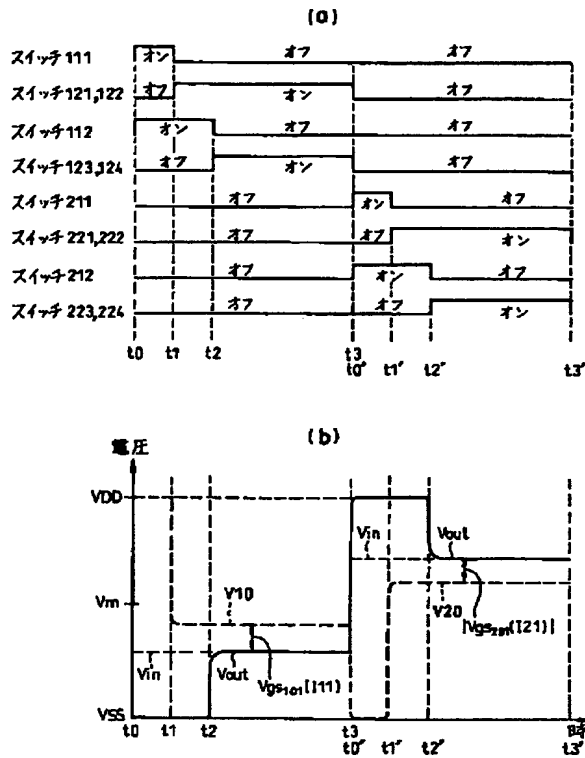 (a)
スイッチ 111 オン オフ オフ
スイッチ 121,122 オフ オン オフ
スイッチ 112 オン オフ オフ
スイッチ 123,124 オフ オン オフ
スイッチ 211 オフ オン オフ
スイッチ 221,222 オフ オフ オン
スイッチ 212 オフ オン オフ
スイッチ 223,224 オフ オフ オン
t0 t1 t2 t3 t0' t1' t2' t3'
(b)
電圧
VDD
Vin Vout
V10
Vm
V20
|Vgs201(I21)|
Vin Vout
Vgs101(I11)
VSS
t0 t1 t2 t3 t0' t1' t2' t3'